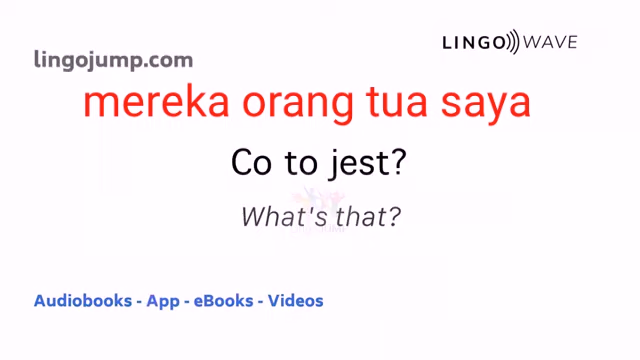 LINGO WAVE
lingojump.com
mereka orang tua saya
Co to jest?
What's that?
Audiobooks - App - eBooks - Videos